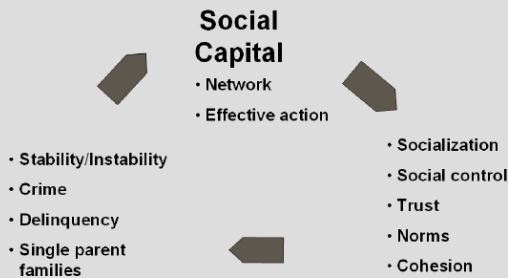 Social
Capital
• Network
• Effective action
• Socialization
• Social control
• Trust
• Norms
• Cohesion
• Stability/Instability
• Crime
• Delinquency
• Single parent
families